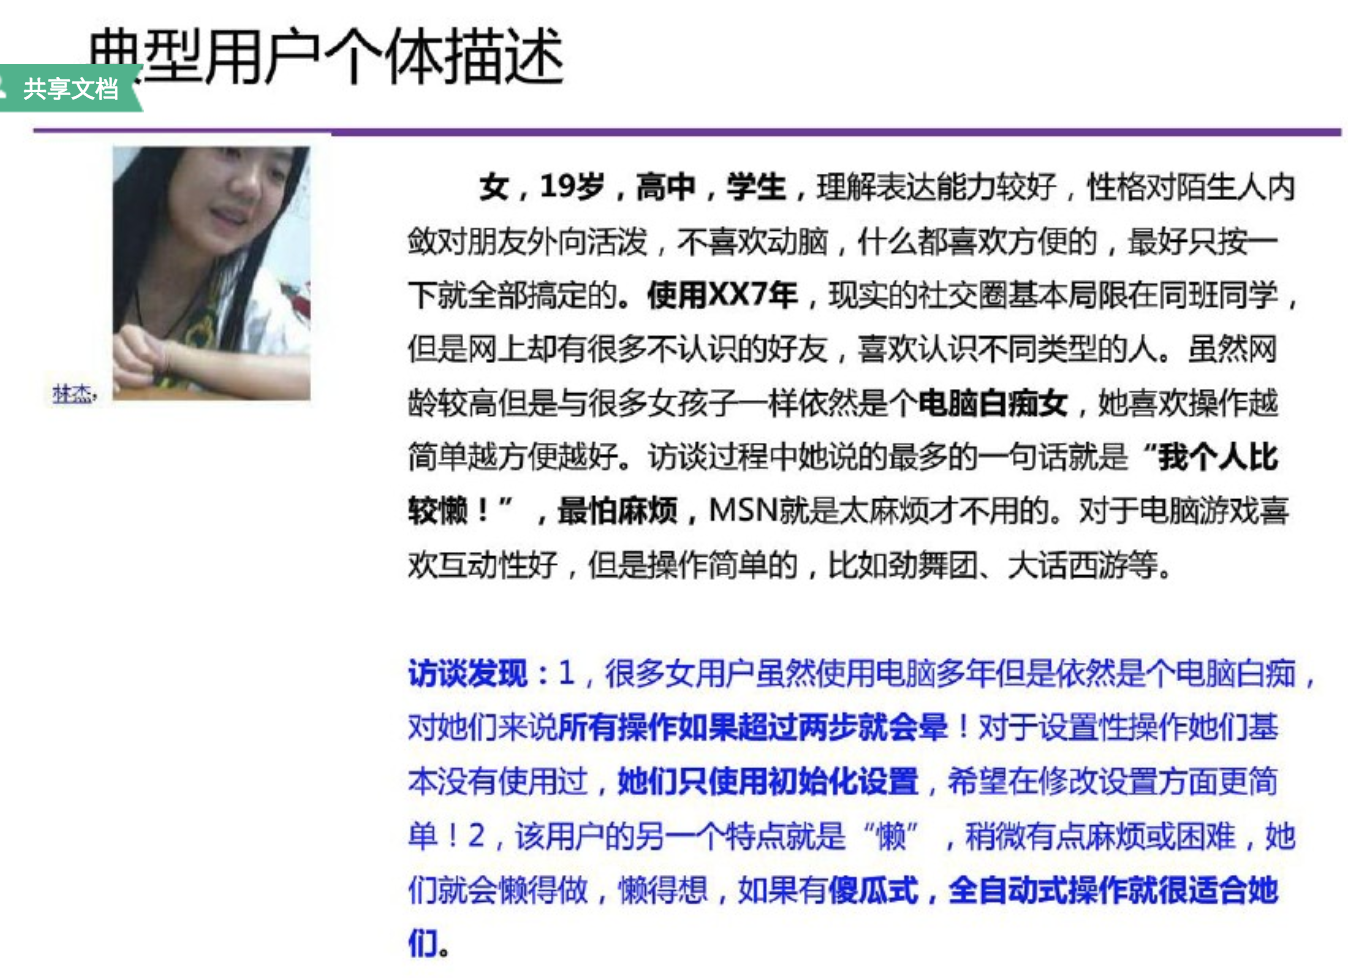 典型用户个体描述
共享文档
林杰,
女，19岁，高中，学生，理解表达能力较好，性格对陌生人内
敛对朋友外向活泼，不喜欢动脑，什么都喜欢方便的，最好只按一
下就全部搞定的。使用XX7年，现实的社交圈基本局限在同班同学，
但是网上却有很多不认识的好友，喜欢认识不同类型的人。虽然网
龄较高但是与很多女孩子一样依然是个电脑白痴女，她喜欢操作越
简单越方便越好。访谈过程中她说的最多的一句话就是“我个人比
较懒！”，最怕麻烦，MSN就是太麻烦才不用的。对于电脑游戏喜
欢互动性好，但是操作简单的，比如劲舞团、大话西游等。
访谈发现：1，很多女用户虽然使用电脑多年但是依然是个电脑白痴，
对她们来说所有操作如果超过两步就会晕！对于设置性操作她们基
本没有使用过，她们只使用初始化设置，希望在修改设置方面更简
单！2，该用户的另一个特点就是“懒”，稍微有点麻烦或困难，她
们就会懒得做，懒得想，如果有傻瓜式，全自动式操作就很适合她
们。